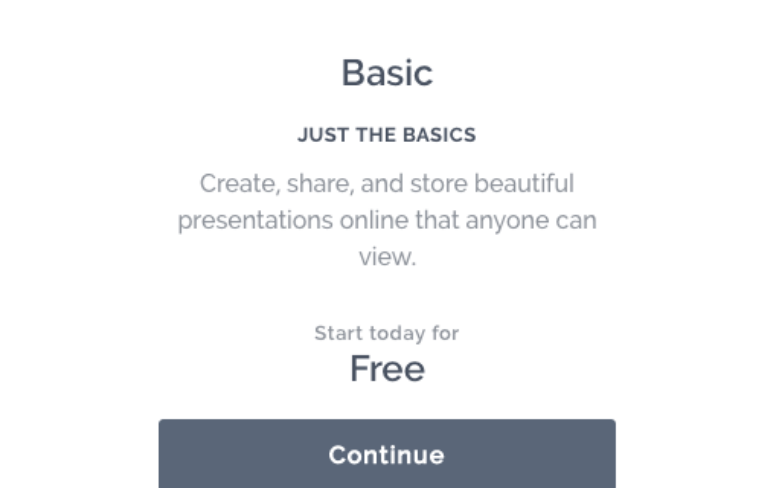 Basic
JUST THE BASICS
Create, share, and store beautiful
presentations online that anyone can
view.
Start today for
Free
Continue